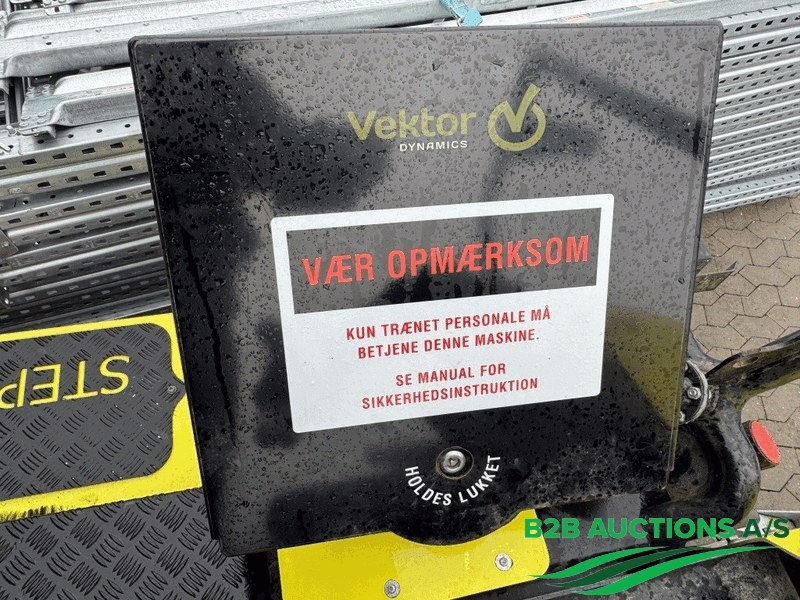 Vektor
DYNAMICS
VÆR OPMÆRKSOM
KUN TRÆNET PERSONALE MÅ
BETJENE DENNE MASKINE.
SE MANUAL FOR
SIKKERHEDSINSTRUKTION
STEP
HOLDES LUKKET
B2B AUCTIONS A/S